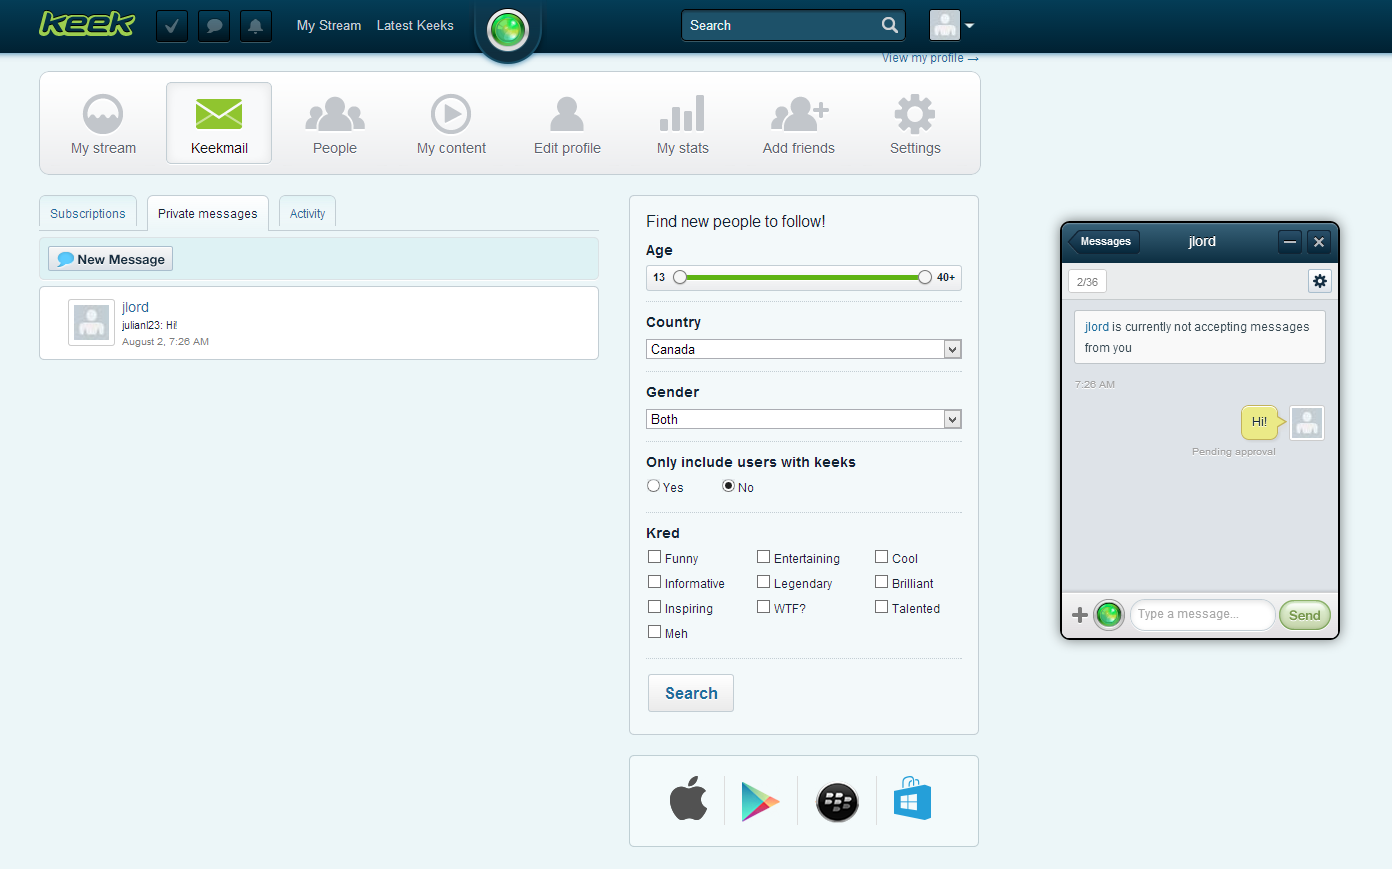 keek
My Stream
Latest Keeks
Search
View my profile →
My stream
Keekmail
People
My content
Edit profile
My stats
Add friends
Settings
Subscriptions
Private messages
Activity
New Message
jlord
julianl23: Hi!
August 2, 7:26 AM
Find new people to follow!
Age
13
40+
Country
Canada
Gender
Both
Only include users with keeks
Yes
No
Kred
Funny
Entertaining
Cool
Informative
Legendary
Brilliant
Inspiring
WTF?
Talented
Meh
Search
Messages
jlord
2/36
jlord is currently not accepting messages
from you
7:26 AM
Hi!
Pending approval
Type a message...
Send